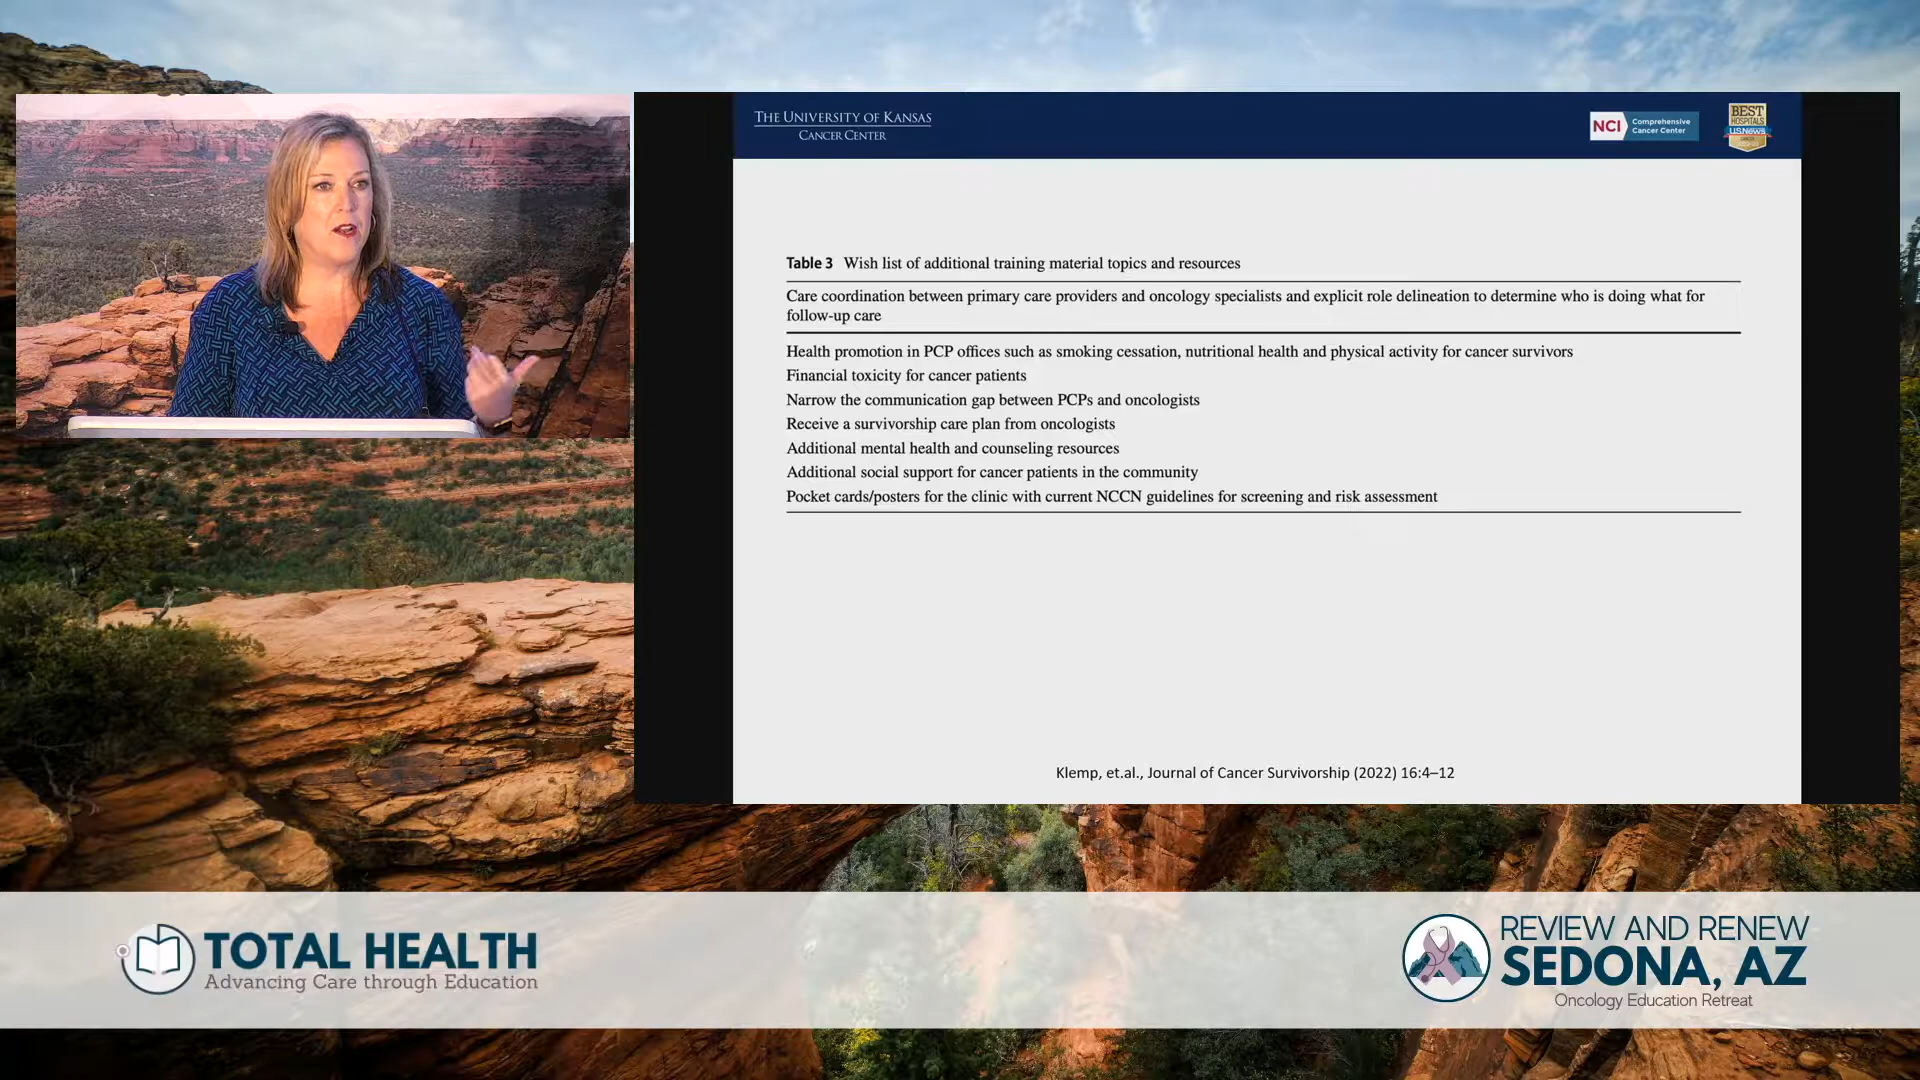 THE UNIVERSITY OF KANSAS
CANCER CENTER
NCI Comprehensive
Cancer Center
BEST
HOSPITALS
U.S.News
Table 3 Wish list of additional training material topics and resources
Care coordination between primary care providers and oncology specialists and explicit role delineation to determine who is doing what for
follow-up care
Health promotion in PCP offices such as smoking cessation, nutritional health and physical activity for cancer survivors
Financial toxicity for cancer patients
Narrow the communication gap between PCPs and oncologists
Receive a survivorship care plan from oncologists
Additional mental health and counseling resources
Additional social support for cancer patients in the community
Pocket cards/posters for the clinic with current NCCN guidelines for screening and risk assessment
Klemp, et.al., Journal of Cancer Survivorship (2022) 16:4–12
TOTAL HEALTH
Advancing Care through Education
REVIEW AND RENEW
SEDONA, AZ
Oncology Education Retreat